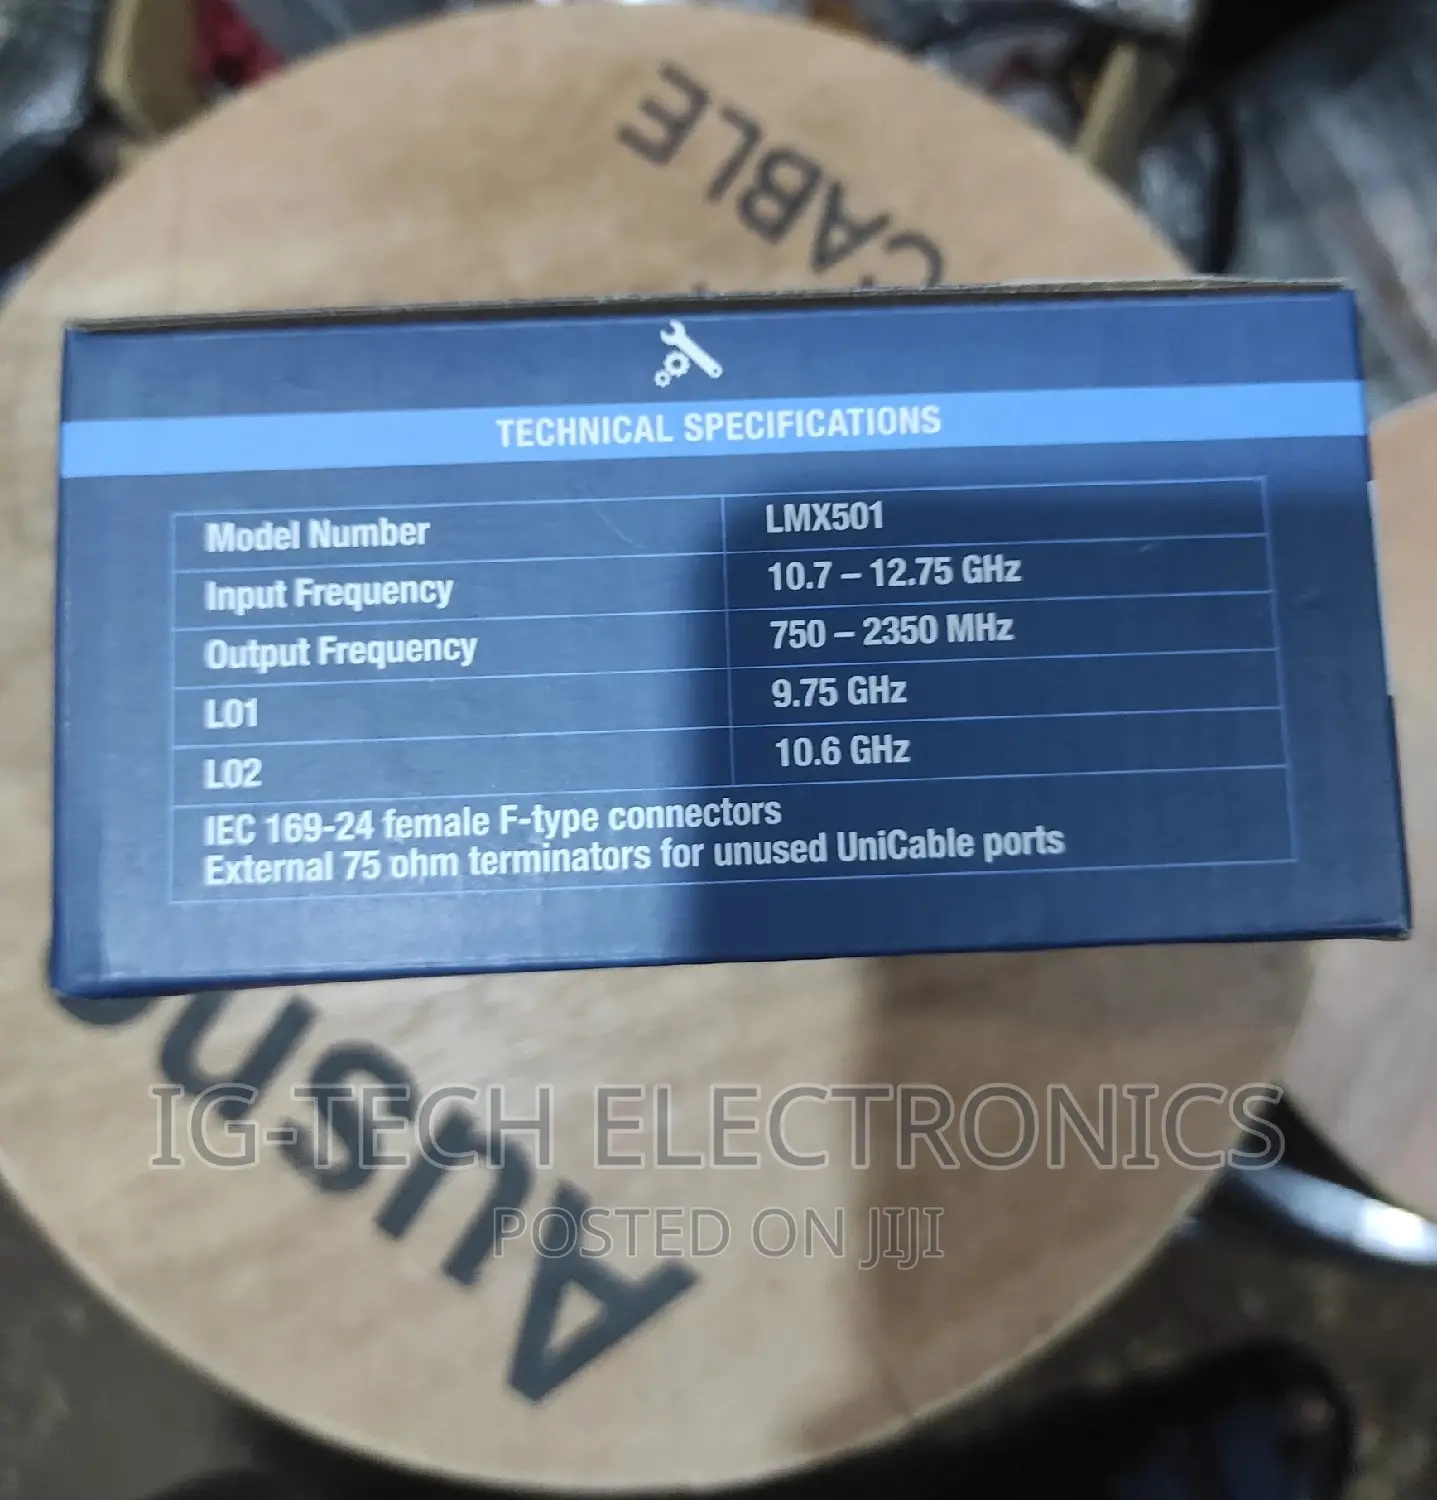 CABLE
TECHNICAL SPECIFICATIONS
Model Number LMX501
Input Frequency 10.7 – 12.75 GHz
Output Frequency 750 – 2350 MHz
LO1 9.75 GHz
LO2 10.6 GHz
IEC 169-24 female F-type connectors
External 75 ohm terminators for unused UniCable ports
IG-TECH ELECTRONICS
POSTED ON JIJI